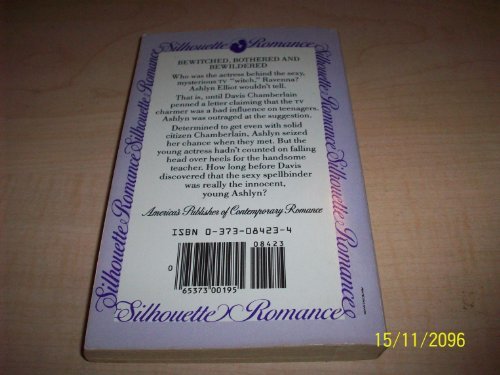 Silhouette Romance
BEWITCHED, BOTHERED AND
BEWILDERED
Who was the actress behind the sexy,
mysterious TV "witch," Ravenna?
Ashlyn Elliot wouldn't tell.
That is, until Davis Chamberlain
penned a letter claiming that the TV
charmer was a bad influence on teenagers.
Ashlyn was outraged at the suggestion.
Determined to get even with solid
citizen Chamberlain, Ashlyn seized
her chance when they met. But the
young actress hadn't counted on falling
head over heels for the handsome
teacher. How long before Davis
discovered that the sexy spellbinder
was really the innocent,
young Ashlyn?
America's Publisher of Contemporary Romance
ISBN 0-373-08423-4
08423
0
65373 00195
Silhouette Romance
Silhouette Romance
Silhouette Romance
15/11/2096